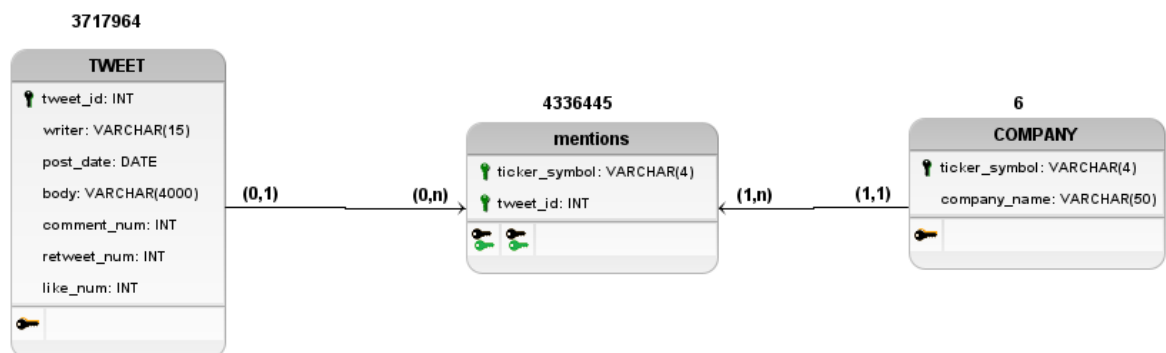 3717964
TWEET
tweet_id: INT
writer: VARCHAR(15)
post_date: DATE
body: VARCHAR(4000)
comment_num: INT
retweet_num: INT
like_num: INT
(0,1)
(0,n)
4336445
mentions
ticker_symbol: VARCHAR(4)
tweet_id: INT
(1,n)
(1,1)
6
COMPANY
ticker_symbol: VARCHAR(4)
company_name: VARCHAR(50)